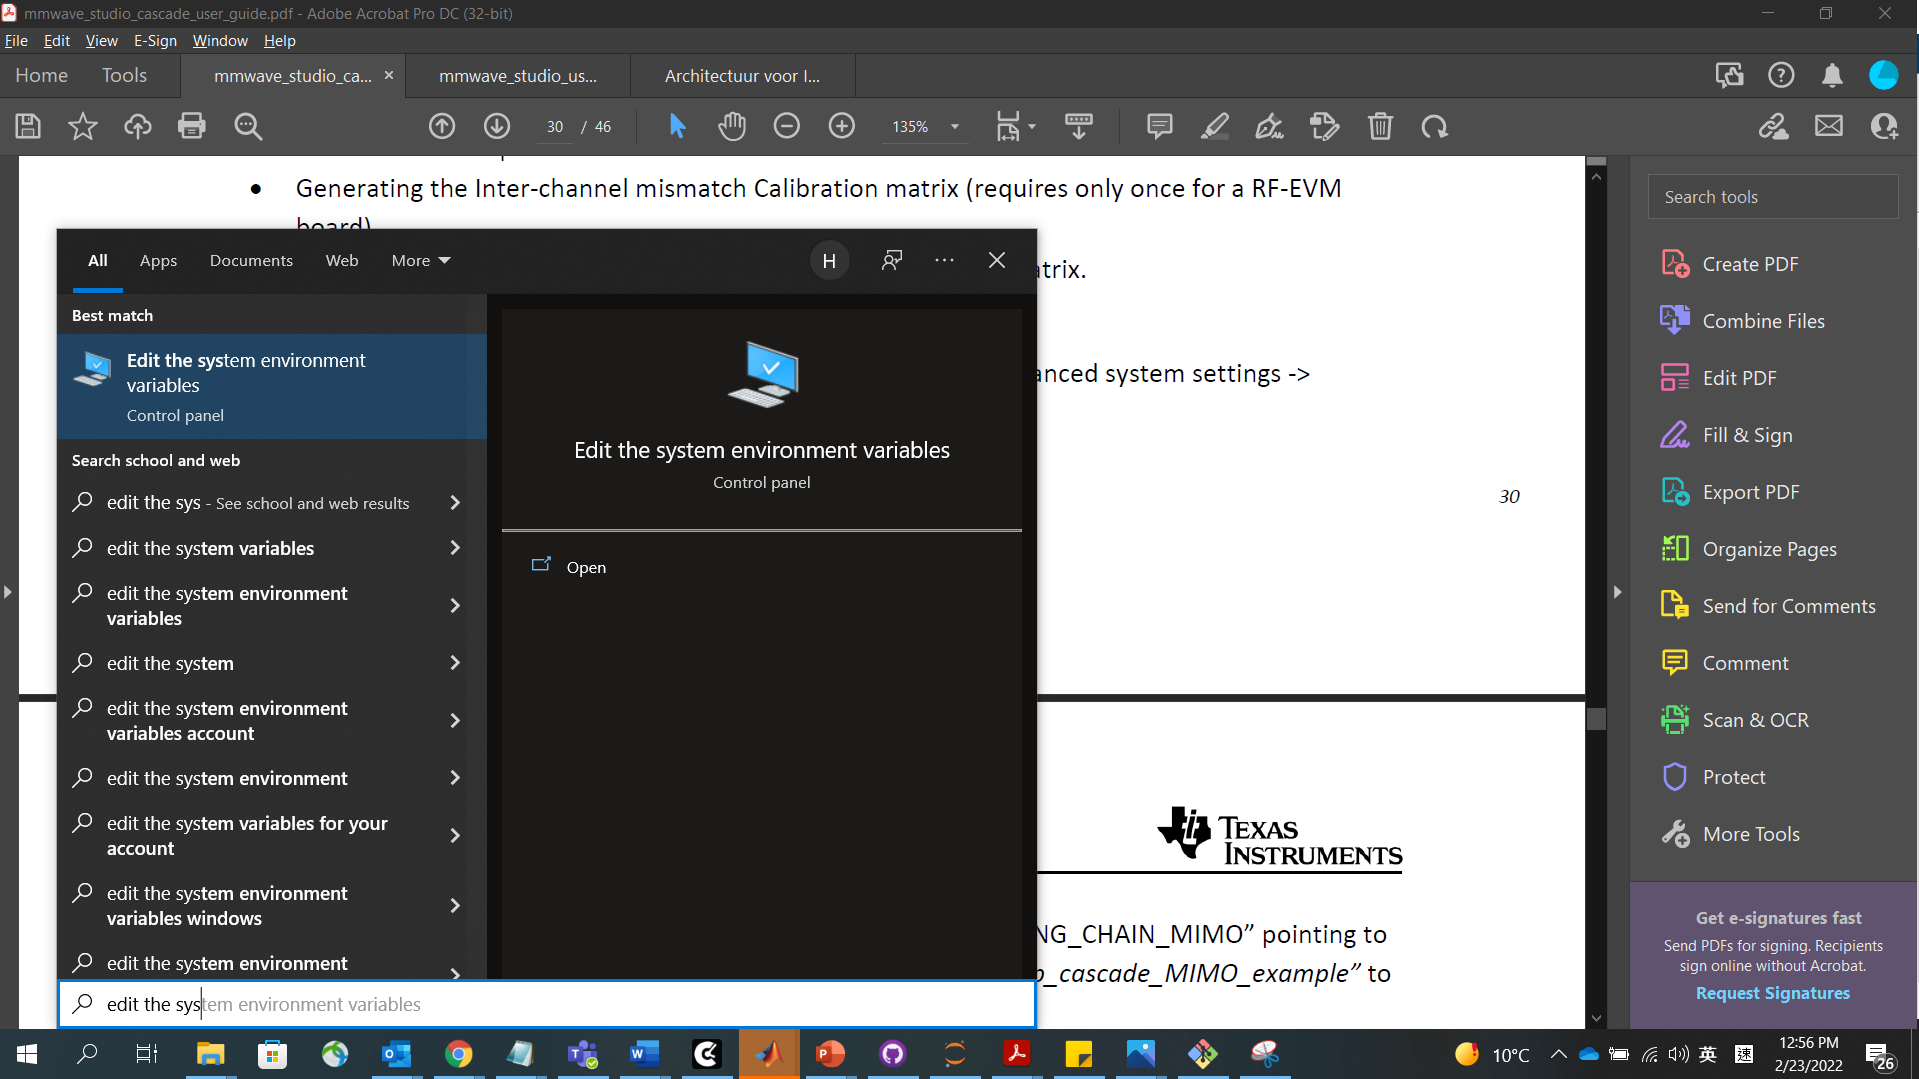 mmwave_studio_cascade_user_guide.pdf - Adobe Acrobat Pro DC (32-bit)
File Edit View E-Sign Window Help
Home Tools mmwave_studio_ca... × mmwave_studio_us... Architectuur voor I...
30 / 46 135%
• Generating the Inter-channel mismatch Calibration matrix (requires only once for a RF-EVM
board)
atrix.
anced system settings ->
30
TEXAS
INSTRUMENTS
NG_CHAIN_MIMO” pointing to
p_cascade_MIMO_example” to
All Apps Documents Web More H ...
Best match
Edit the system environment
variables
Control panel
Search school and web
edit the sys - See school and web results
edit the system variables
edit the system environment
variables
edit the system
edit the system environment
variables account
edit the system environment
edit the system variables for your
account
edit the system environment
variables windows
edit the system environment
edit the system environment variables
Edit the system environment variables
Control panel
Open
Search tools
Create PDF
Combine Files
Edit PDF
Fill & Sign
Export PDF
Organize Pages
Send for Comments
Comment
Scan & OCR
Protect
More Tools
Get e-signatures fast
Send PDFs for signing. Recipients
sign online without Acrobat.
Request Signatures
10°C 英 速 12:56 PM
2/23/2022
26